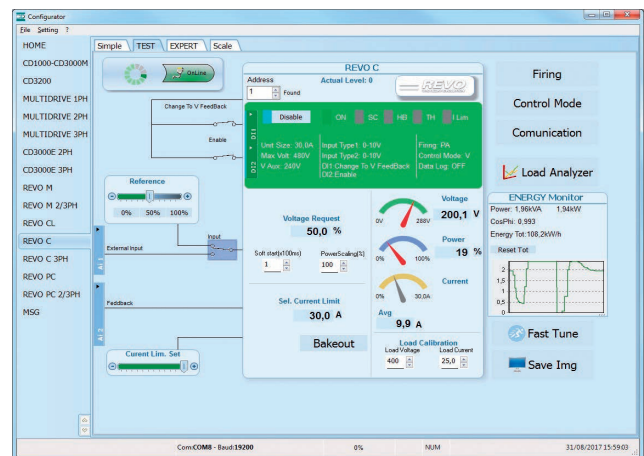 Configurator
File Setting ?
HOME
CD1000-CD3000M
CD3200
MULTIDRIVE 1PH
MULTIDRIVE 2PH
MULTIDRIVE 3PH
CD3000E 2PH
CD3000E 3PH
REVO M
REVO M 2/3PH
REVO CL
REVO C
REVO C 3PH
REVO PC
REVO PC 2/3PH
MSG
Simple TEST EXPERT Scale
OnLine
Change To V FeedBack
Enable
Reference
0% 50% 100%
Input
AI 1
External Input
AI 2
Feddback
Curent Lim. Set
REVO C
Address
Actual Level: 0
1 Found
REVO
DI1
DI2
Disable ON SC HB TH I Lim
Unit Size: 30,0A Input Type1: 0-10V Firing: PA
Max Volt: 480V Input Type2: 0-10V Control Mode: V
V Aux: 240V DI1:Change To V FeedBack Data Log: OFF
DI2:Enable
Voltage Request
50,0 %
Soft start(x100ms) PowerScaling(%)
1 100
Sel. Current Limit
30,0 A
Bakeout
Voltage
0V 288V 200,1 V
Power
0% 100% 19 %
Current
0% 30,0A
Avg
9,9 A
Load Calibration
Load Voltage Load Current
400 25,0
Firing
Control Mode
Comunication
Load Analyzer
ENERGY Monitor
Power: 1,96kVA 1,94kW
CosPhi: 0,993
Energy Tot:108,2kW/h
Reset Tot
2
1,5
1
0,5
0
Fast Tune
Save Img
Com:COM8 - Baud:19200 0% NUM 31/08/2017 15:59:03